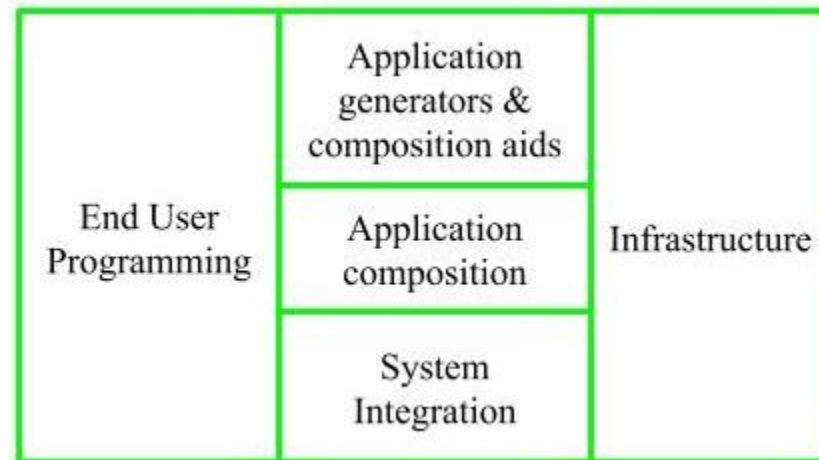 End User
Programming
Application
generators &
composition aids
Application
composition
System
Integration
Infrastructure